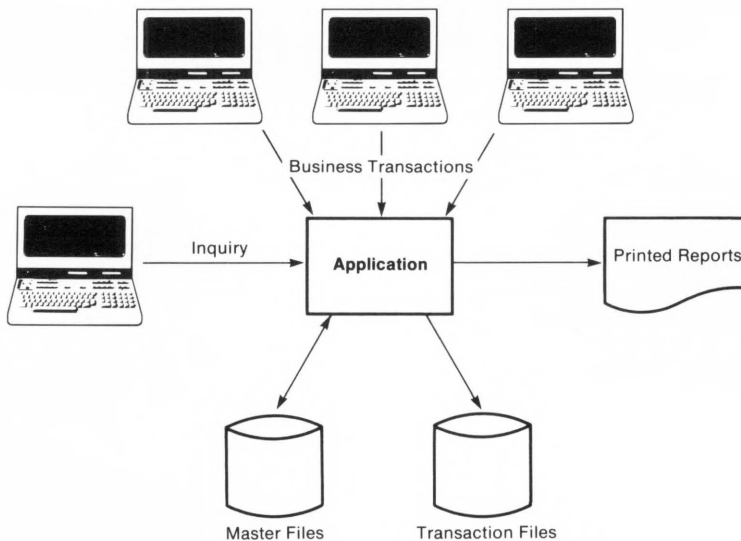 Business Transactions
Inquiry
Application
Printed Reports
Master Files
Transaction Files